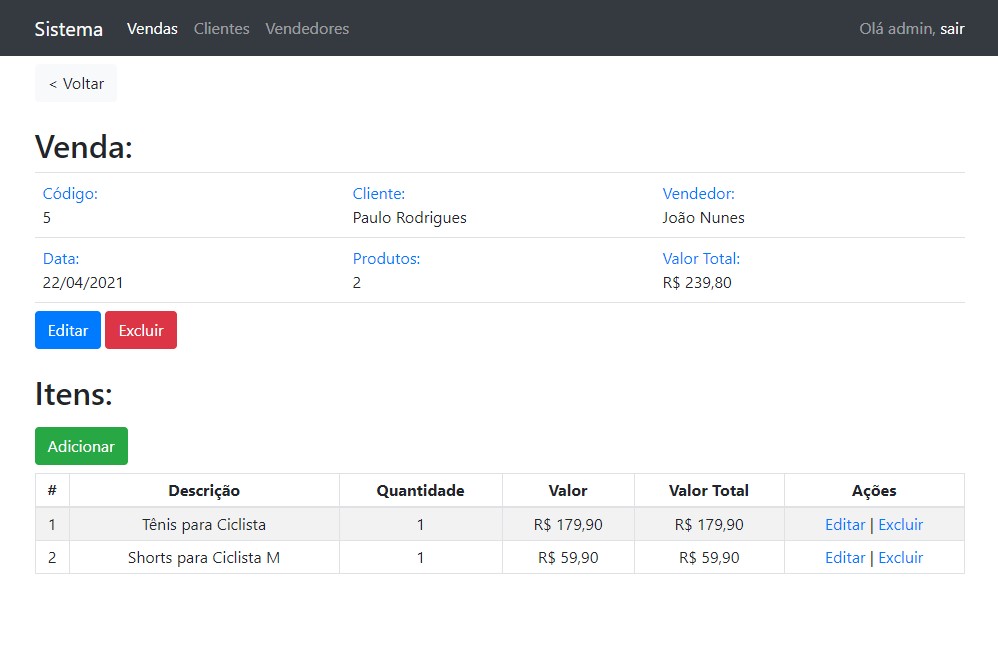 Sistema Vendas Clientes Vendedores Olá admin, sair
< Voltar
Venda:
Código: Cliente: Vendedor:
5 Paulo Rodrigues João Nunes
Data: Produtos: Valor Total:
22/04/2021 2 R$ 239,80
Editar Excluir
Itens:
Adicionar
# Descrição Quantidade Valor Valor Total Ações
1 Tênis para Ciclista 1 R$ 179,90 R$ 179,90 Editar | Excluir
2 Shorts para Ciclista M 1 R$ 59,90 R$ 59,90 Editar | Excluir